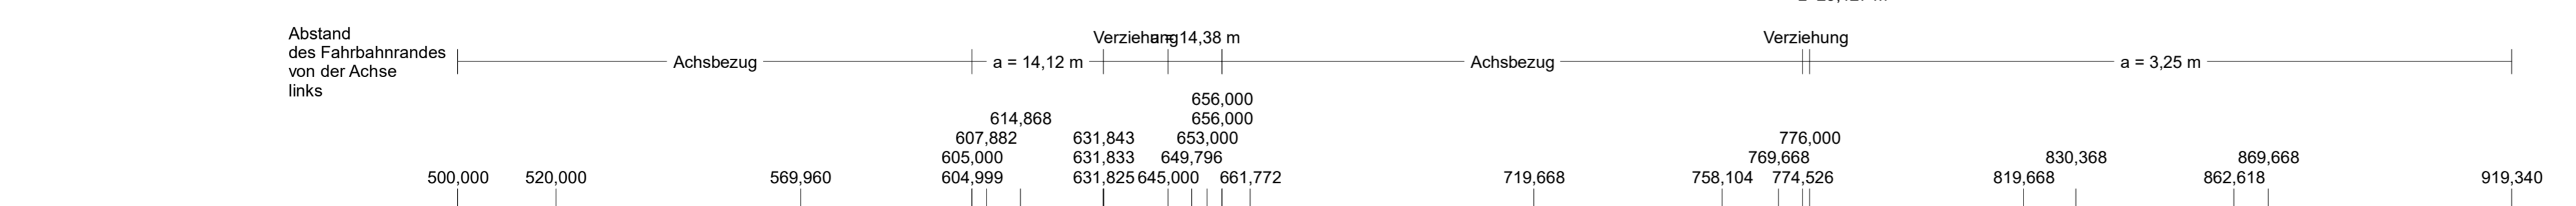 Abstand
des Fahrbahnrandes
von der Achse
links
Verziehung
a = 14,38 m
Verziehung
Achsbezug
a = 14,12 m
Achsbezug
a = 3,25 m
656,000
614,868 656,000
607,882 631,843 653,000 776,000
605,000 631,833 649,796 769,668 830,368 869,668
500,000 520,000 569,960 604,999 631,825 645,000 661,772 719,668 758,104 774,526 819,668 862,618 919,340